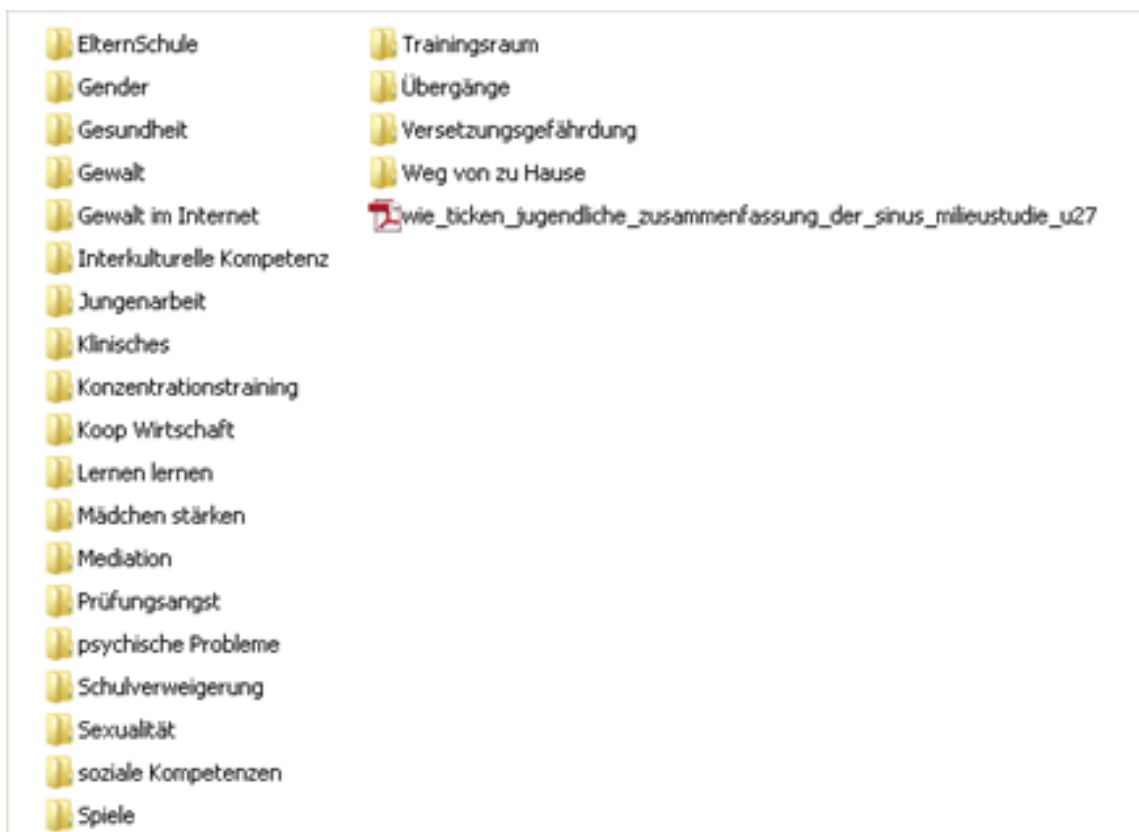 ElternSchule
Gender
Gesundheit
Gewalt
Gewalt im Internet
Interkulturelle Kompetenz
Jungenarbeit
Klinisches
Konzentrationstraining
Koop Wirtschaft
Lernen lernen
Mädchen stärken
Mediation
Prüfungsangst
psychische Probleme
Schulverweigerung
Sexualität
soziale Kompetenzen
Spiele
Trainingsraum
Übergänge
Versetzungsgefährdung
Weg von zu Hause
wie_ticken_jugendliche_zusammenfassung_der_sinus_milieustudie_u27